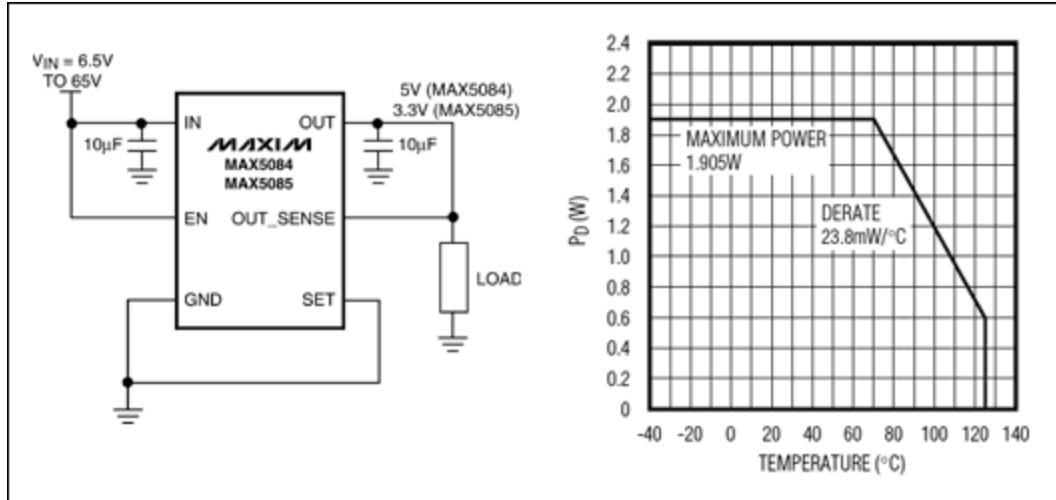 VIN = 6.5V
TO 65V
5V (MAX5084)
3.3V (MAX5085)
10µF
IN
OUT
10µF
MAXIM
MAX5084
MAX5085
EN
OUT_SENSE
LOAD
GND
SET
2.4
2.2
2.0
1.8
1.6
1.4
1.2
1.0
0.8
0.6
0.4
0.2
0
PD (W)
MAXIMUM POWER
1.905W
DERATE
23.8mW/°C
-40 -20 0 20 40 60 80 100 120 140
TEMPERATURE (°C)